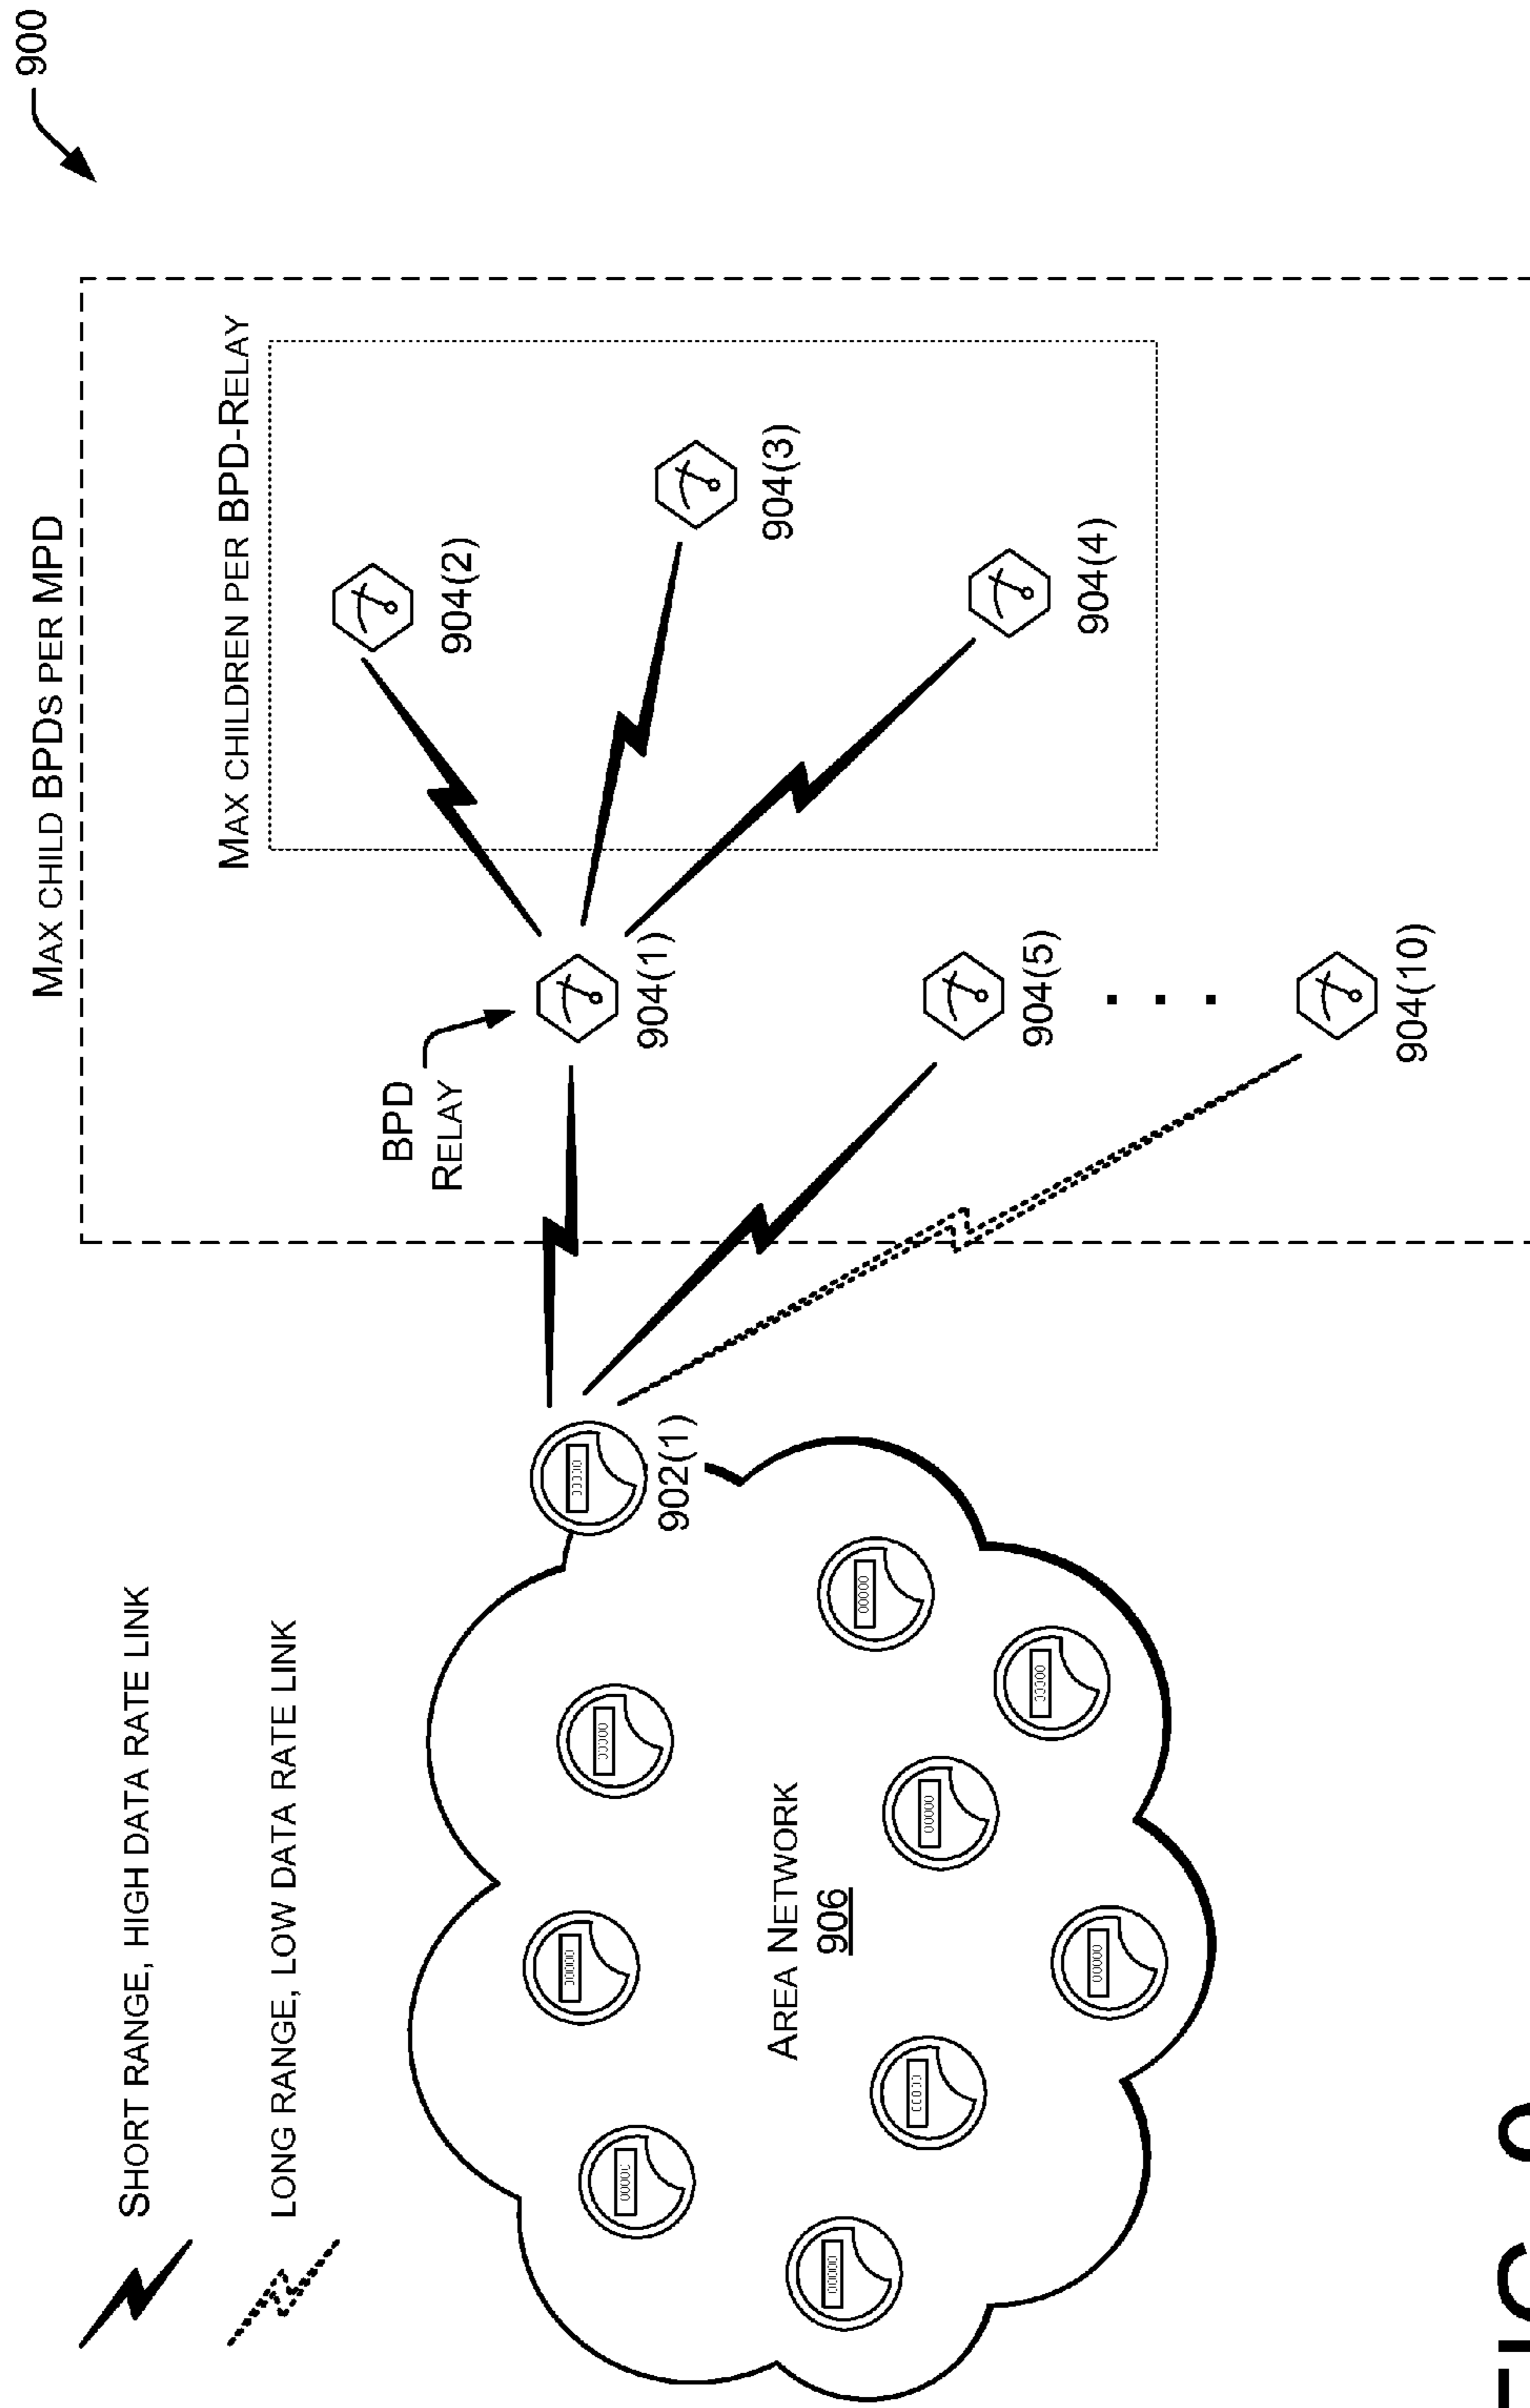 900
MAX CHILD BPDS PER MPD
SHORT RANGE, HIGH DATA RATE LINK
MAX CHILDREN PER BPD-RELAY
LONG RANGE, LOW DATA RATE LINK
BPD
RELAY
904(2)
904(1)
902(1)
904(3)
AREA NETWORK
906
904(5)
904(4)
904(10)